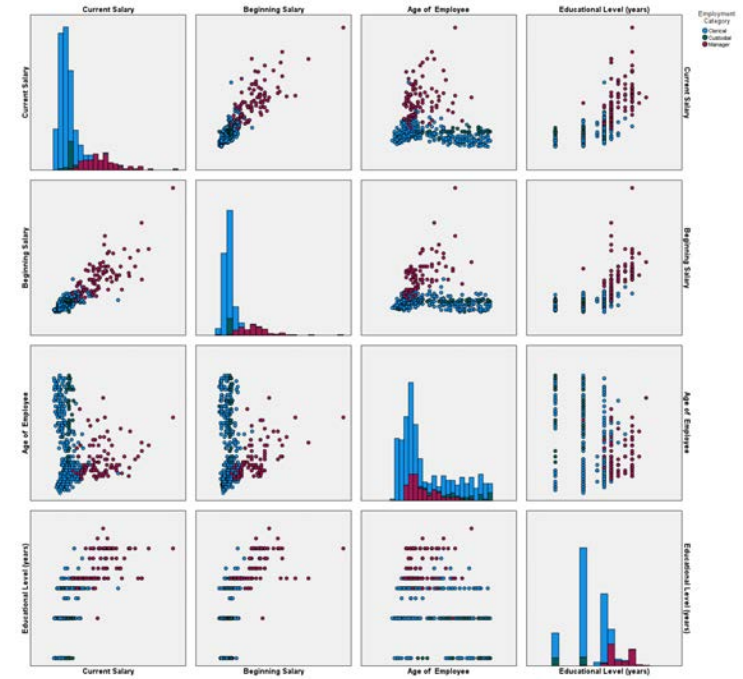 Current Salary
Beginning Salary
Age of Employee
Educational Level (years)
Employment
Category
Clerical
Custodial
Manager
Current Salary
Current Salary
Beginning Salary
Beginning Salary
Age of Employee
Age of Employee
Educational Level (years)
Educational Level (years)
Current Salary
Beginning Salary
Age of Employee
Educational Level (years)